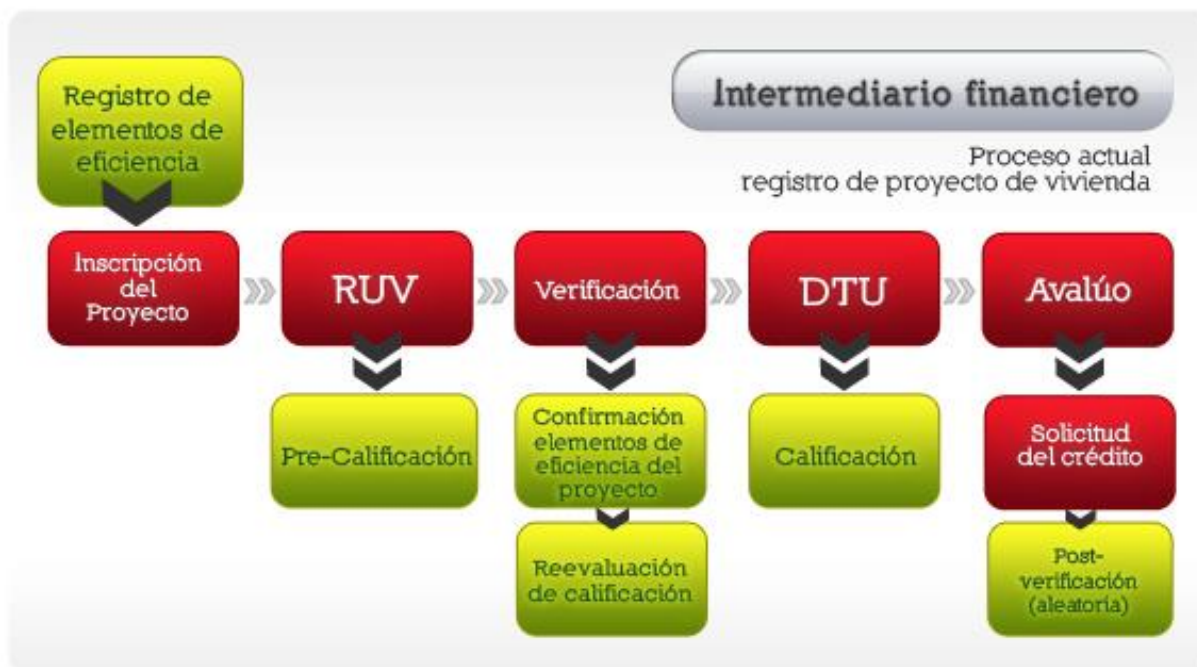 Registro de
elementos de
eficiencia
Intermediario financiero
Proceso actual
registro de proyecto de vivienda
Inscripción
del
Proyecto
RUV
Verificación
DTU
Avalúo
Pre-Calificación
Confirmación
elementos de
eficiencia del
proyecto
Calificación
Solicitud
del crédito
Reevaluación
de calificación
Post-
verificación
(aleatoria)